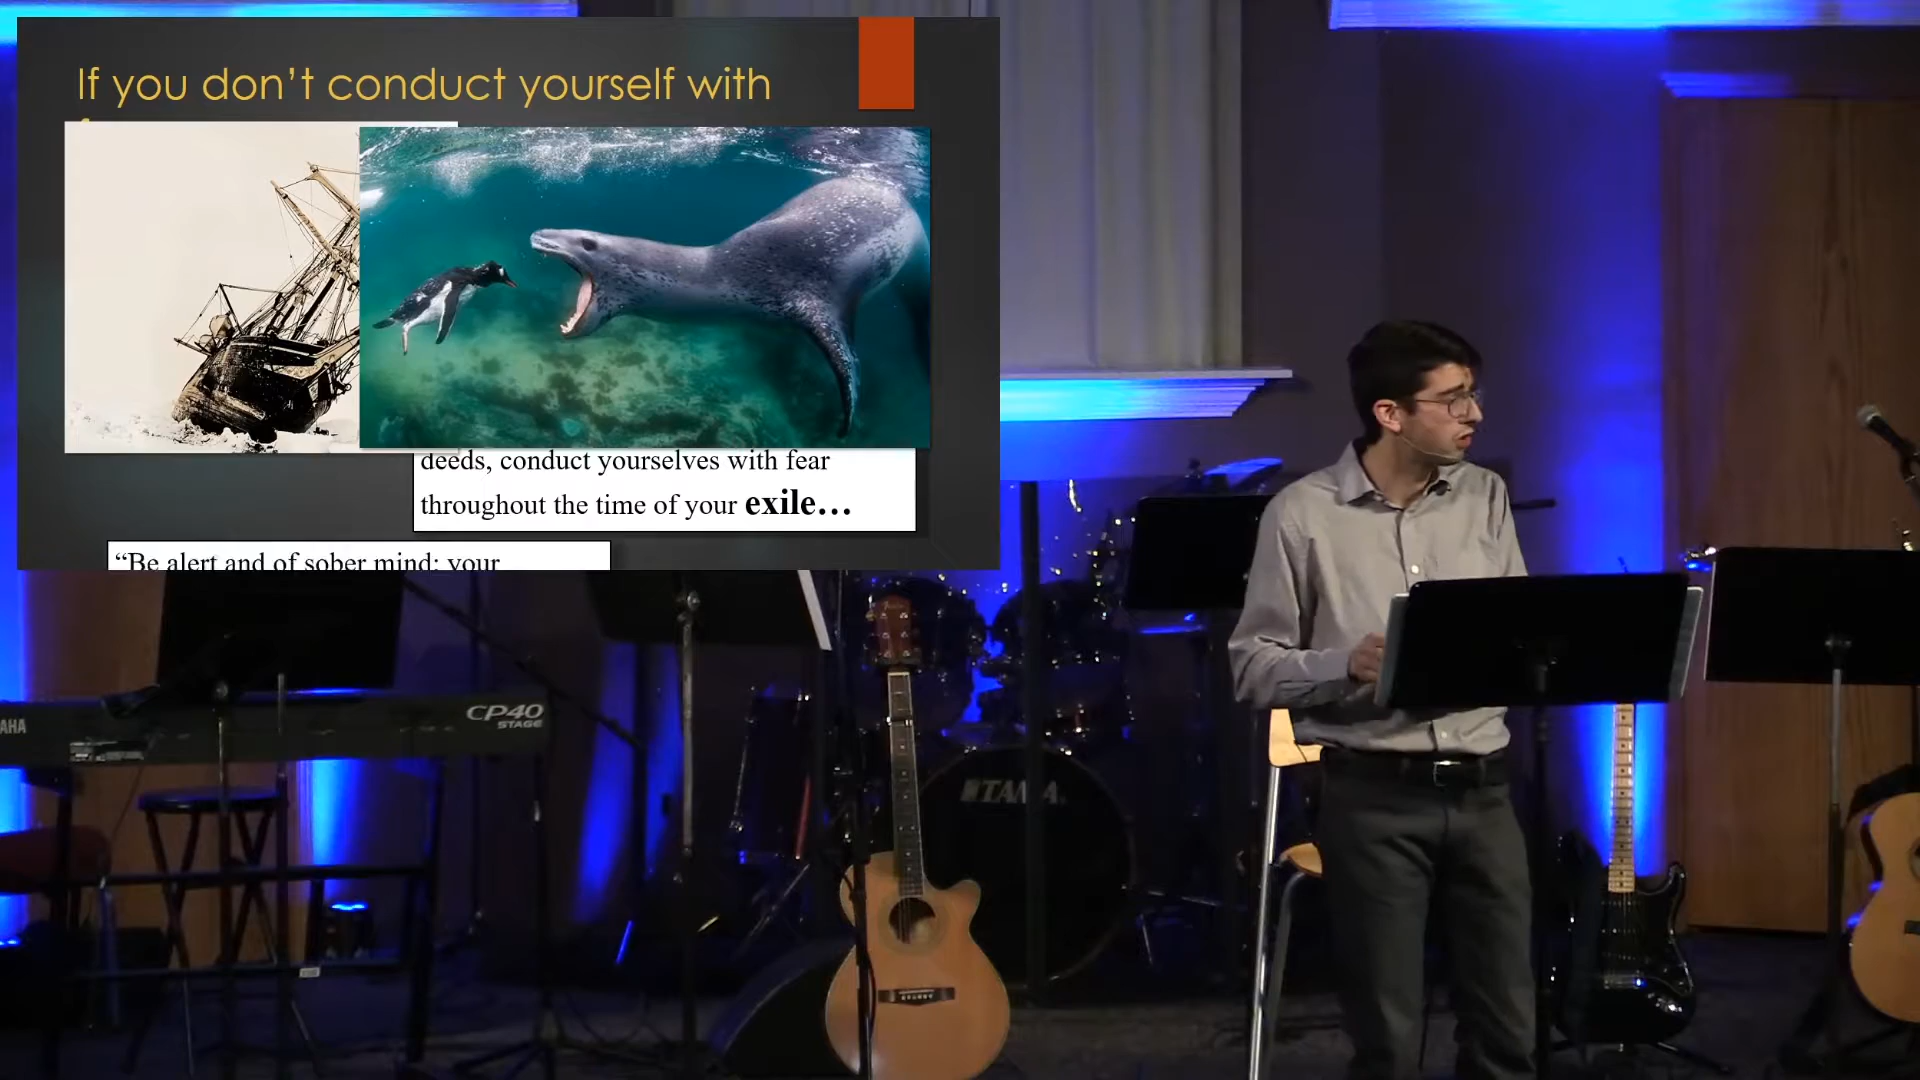 If you don’t conduct yourself with
deeds, conduct yourselves with fear
throughout the time of your exile…
“Be alert and of sober mind; your
AHA
CP40
STAGE
TAMA